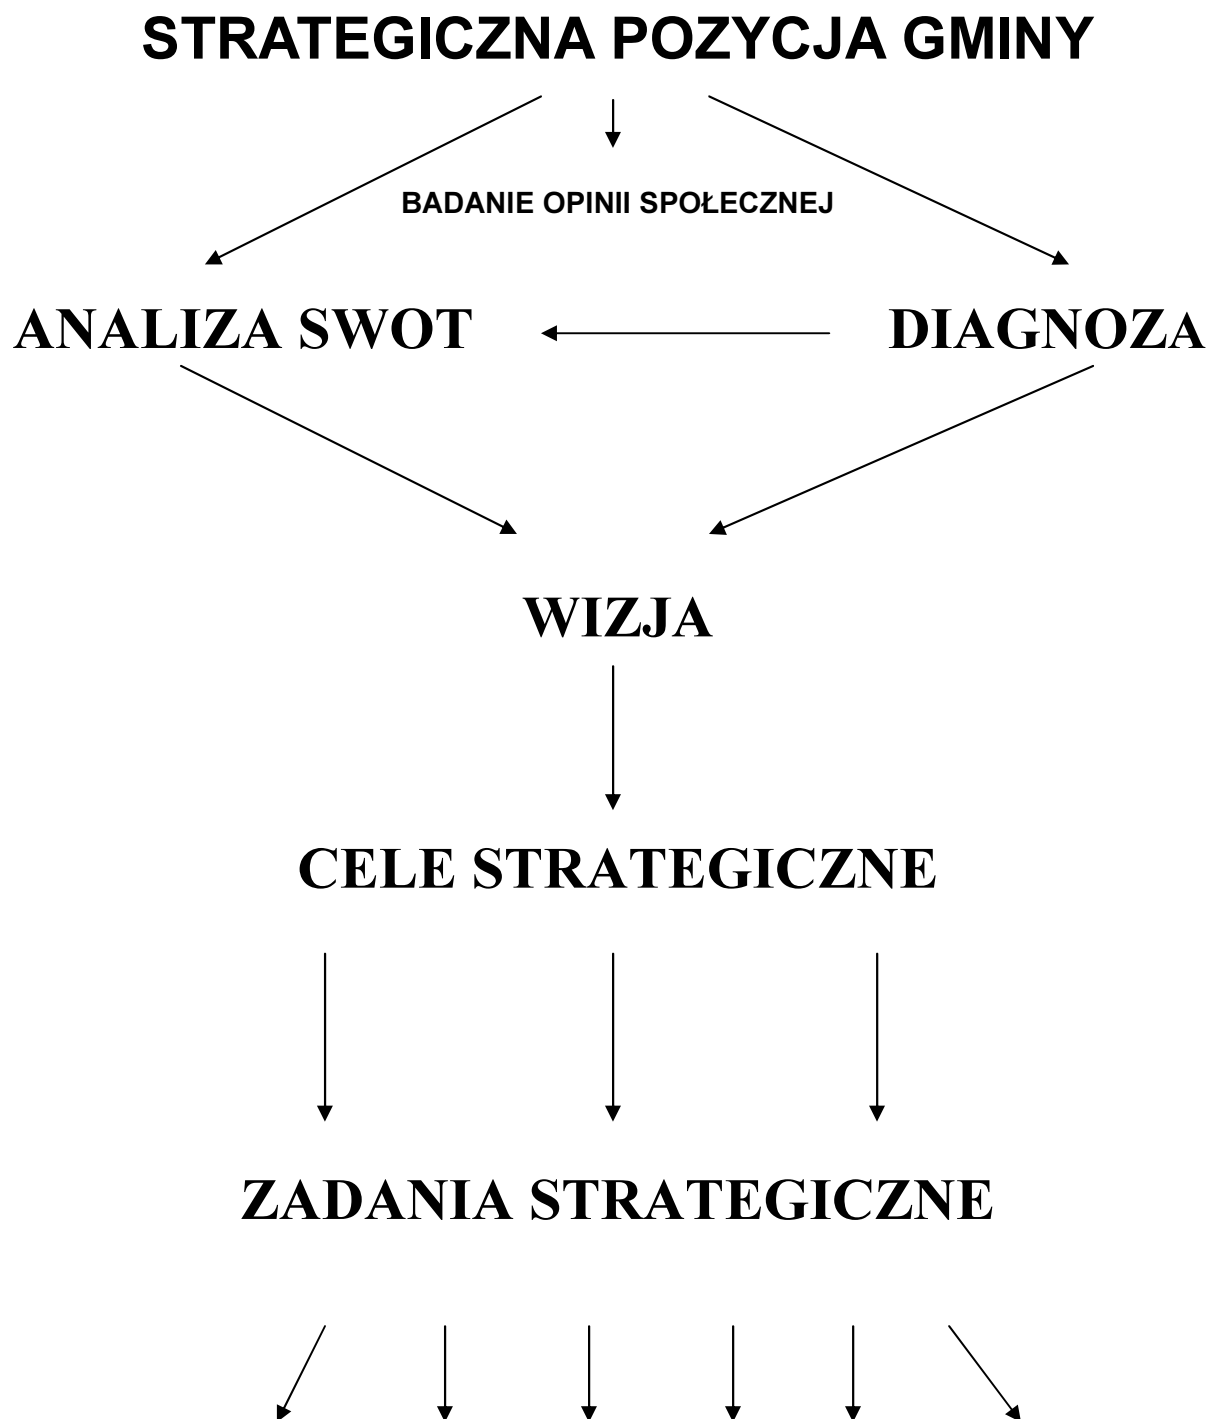 STRATEGICZNA POZYCJA GMINY
BADANIE OPINII SPOŁECZNEJ
ANALIZA SWOT
DIAGNOZA
WIZJA
CELE STRATEGICZNE
ZADANIA STRATEGICZNE